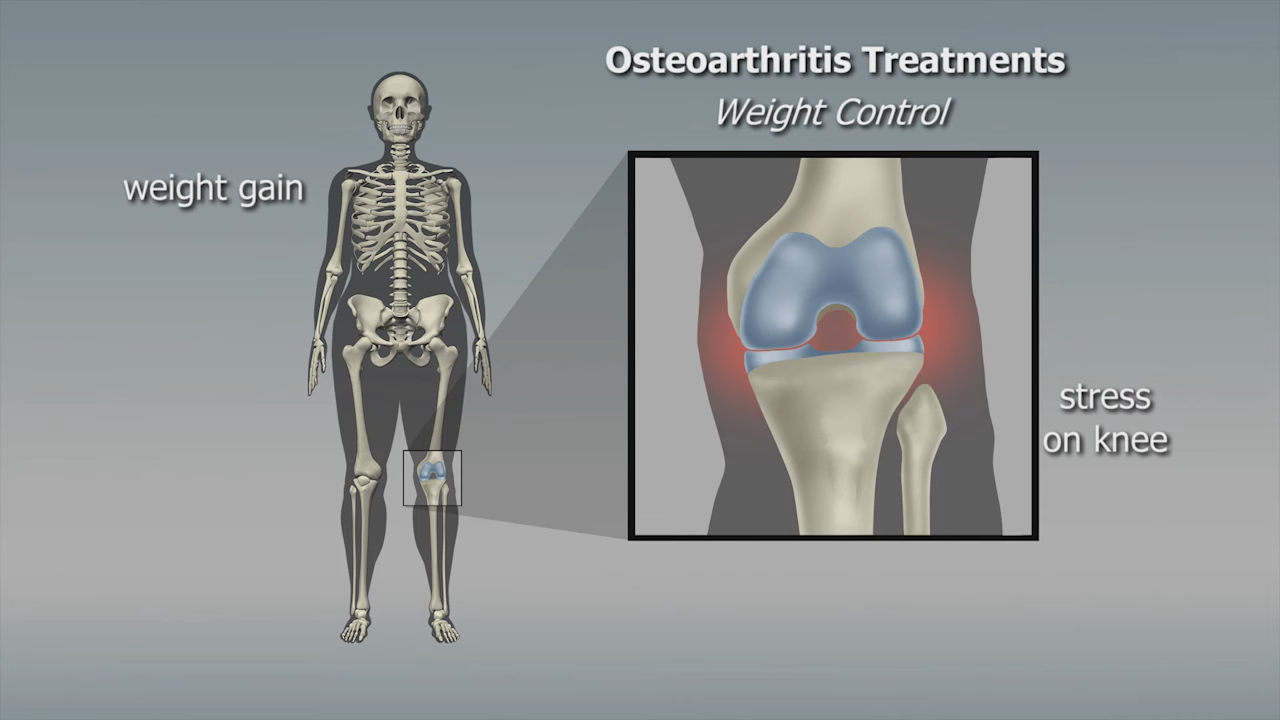 Osteoarthritis Treatments
Weight Control
weight gain
stress
on knee